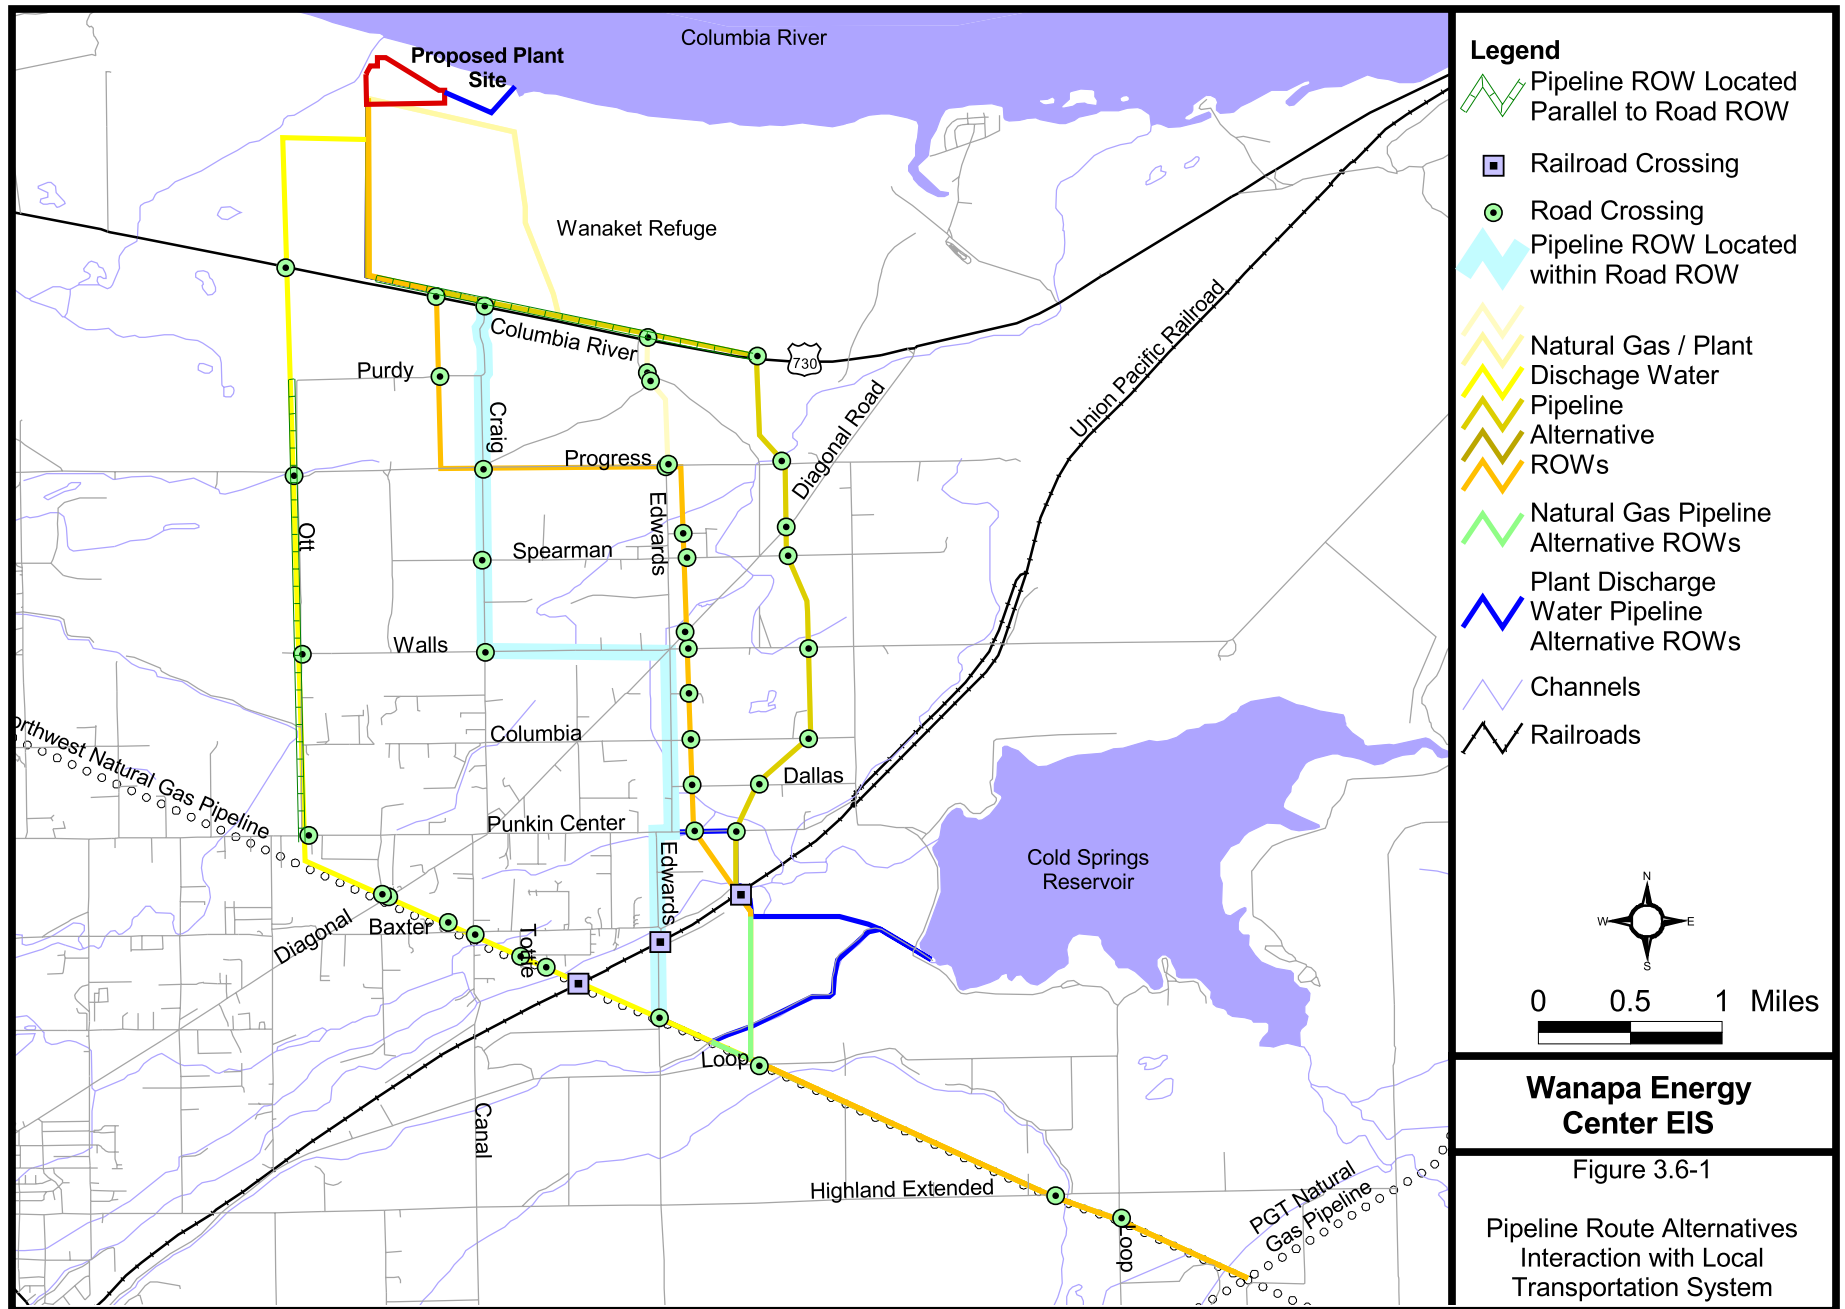 Columbia River
Proposed Plant
Site
Wanaket Refuge
Columbia River
730
Purdy
Craig
Progress
Diagonal Road
Union Pacific Railroad
Ott
Spearman
Edwards
Walls
Columbia
Dallas
orthwest Natural Gas Pipeline
Punkin Center
Edwards
Cold Springs
Reservoir
Diagonal
Baxter
Loop
Canal
Highland Extended
Loop
PGT Natural
Gas Pipeline
Legend
Pipeline ROW Located
Parallel to Road ROW
Railroad Crossing
Road Crossing
Pipeline ROW Located
within Road ROW
Natural Gas / Plant
Dischage Water
Pipeline
Alternative
ROWs
Natural Gas Pipeline
Alternative ROWs
Plant Discharge
Water Pipeline
Alternative ROWs
Channels
Railroads
N
W
E
S
0 0.5 1 Miles
Wanapa Energy
Center EIS
Figure 3.6-1
Pipeline Route Alternatives
Interaction with Local
Transportation System